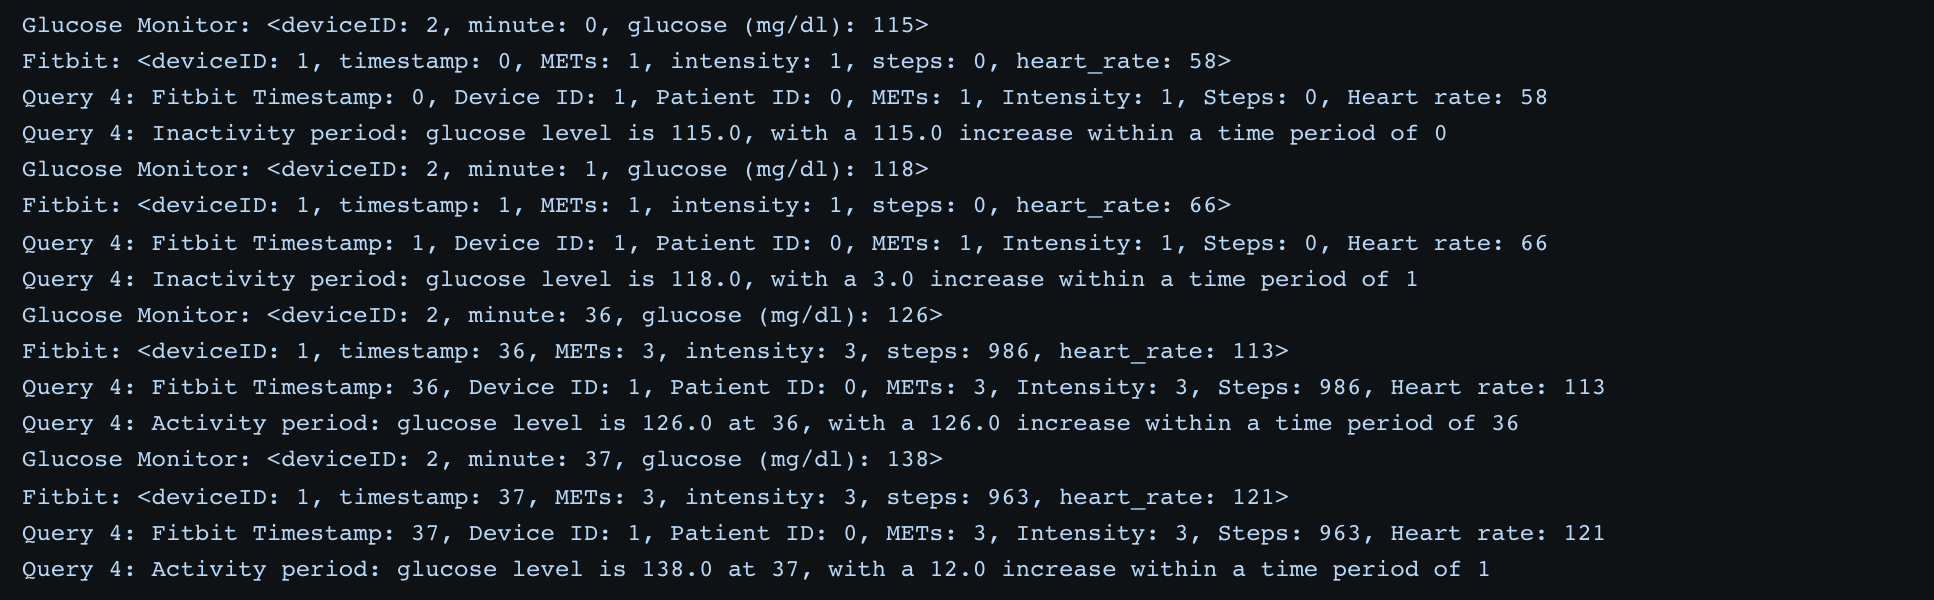 Glucose Monitor: <deviceID: 2, minute: 0, glucose (mg/dl): 115>
Fitbit: <deviceID: 1, timestamp: 0, METs: 1, intensity: 1, steps: 0, heart_rate: 58>
Query 4: Fitbit Timestamp: 0, Device ID: 1, Patient ID: 0, METs: 1, Intensity: 1, Steps: 0, Heart rate: 58
Query 4: Inactivity period: glucose level is 115.0, with a 115.0 increase within a time period of 0
Glucose Monitor: <deviceID: 2, minute: 1, glucose (mg/dl): 118>
Fitbit: <deviceID: 1, timestamp: 1, METs: 1, intensity: 1, steps: 0, heart_rate: 66>
Query 4: Fitbit Timestamp: 1, Device ID: 1, Patient ID: 0, METs: 1, Intensity: 1, Steps: 0, Heart rate: 66
Query 4: Inactivity period: glucose level is 118.0, with a 3.0 increase within a time period of 1
Glucose Monitor: <deviceID: 2, minute: 36, glucose (mg/dl): 126>
Fitbit: <deviceID: 1, timestamp: 36, METs: 3, intensity: 3, steps: 986, heart_rate: 113>
Query 4: Fitbit Timestamp: 36, Device ID: 1, Patient ID: 0, METs: 3, Intensity: 3, Steps: 986, Heart rate: 113
Query 4: Activity period: glucose level is 126.0 at 36, with a 126.0 increase within a time period of 36
Glucose Monitor: <deviceID: 2, minute: 37, glucose (mg/dl): 138>
Fitbit: <deviceID: 1, timestamp: 37, METs: 3, intensity: 3, steps: 963, heart_rate: 121>
Query 4: Fitbit Timestamp: 37, Device ID: 1, Patient ID: 0, METs: 3, Intensity: 3, Steps: 963, Heart rate: 121
Query 4: Activity period: glucose level is 138.0 at 37, with a 12.0 increase within a time period of 1